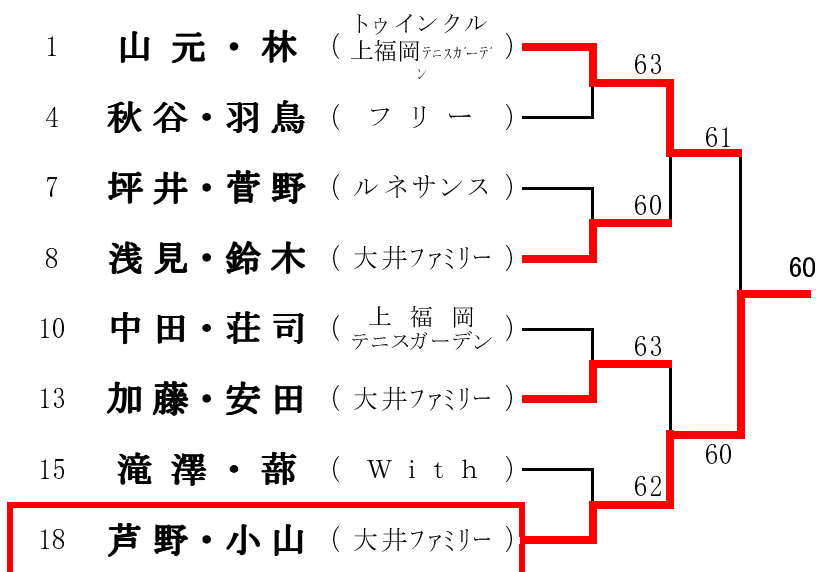 1 山元・林 (トゥインクル
上福岡テニスガーデン)
63
4 秋谷・羽鳥 (フリー)
61
7 坪井・菅野 (ルネサンス)
60
8 浅見・鈴木 (大井ファミリー)
60
10 中田・荘司 (上福岡
テニスガーデン)
63
13 加藤・安田 (大井ファミリー)
60
15 滝澤・蔀 (With)
62
18 芦野・小山 (大井ファミリー)